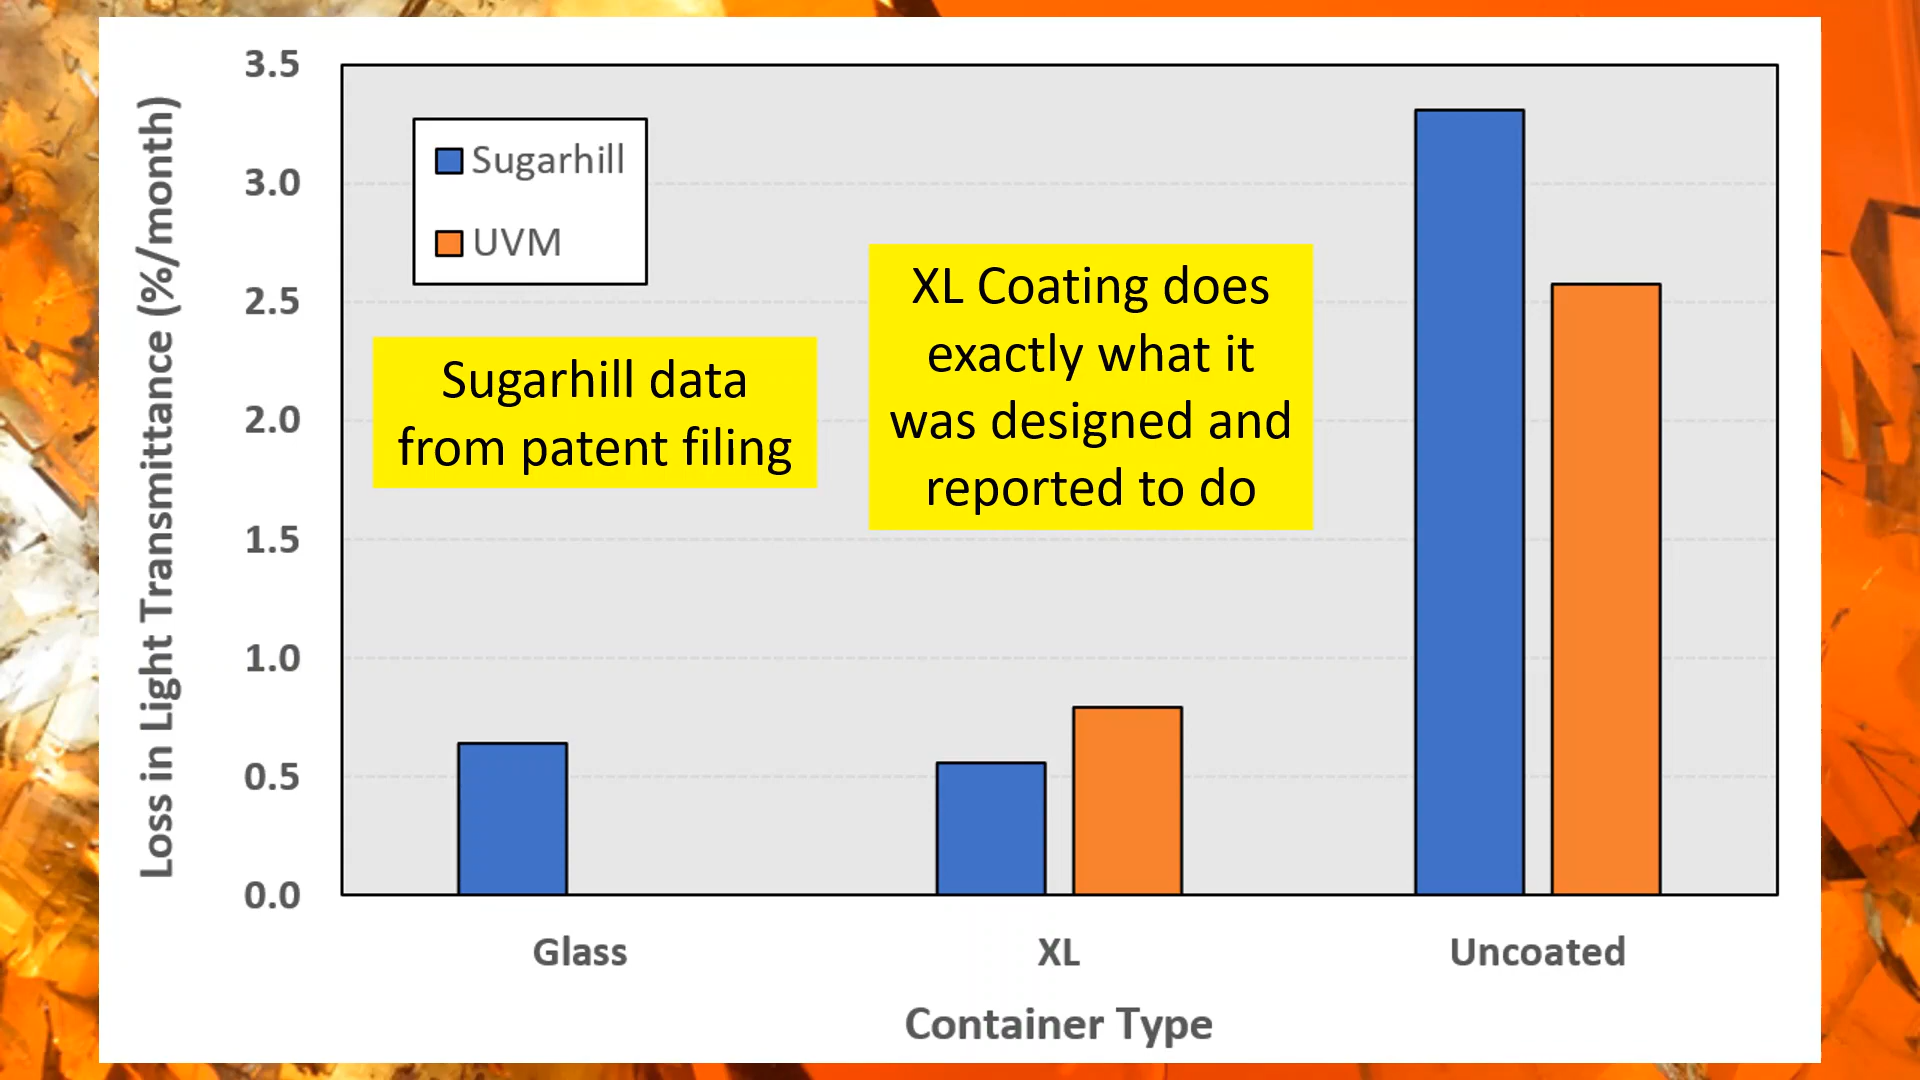 3.5
3.0
2.5
2.0
1.5
1.0
0.5
0.0
Loss in Light Transmittance (%/month)
Sugarhill
UVM
Sugarhill data
from patent filing
XL Coating does
exactly what it
was designed and
reported to do
Glass
XL
Uncoated
Container Type